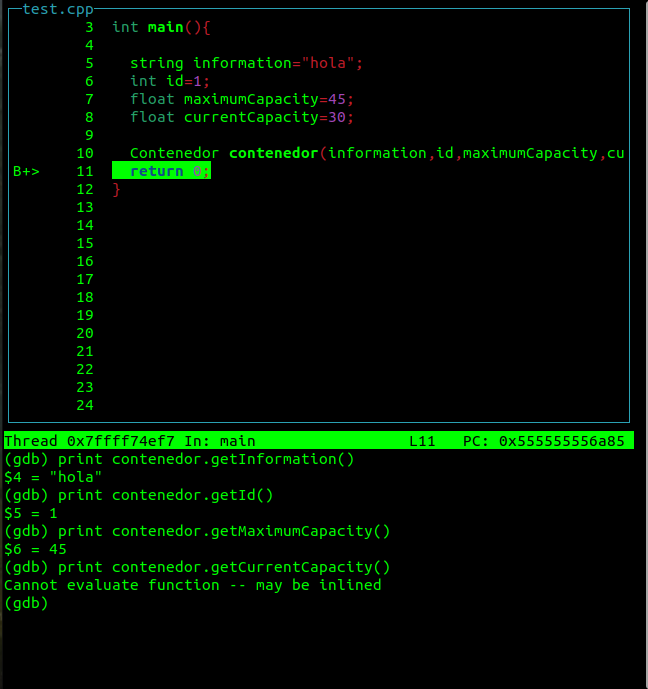 test.cpp
3 int main(){
4
5 string information="hola";
6 int id=1;
7 float maximumCapacity=45;
8 float currentCapacity=30;
9
10 Contenedor contenedor(information,id,maximumCapacity,cu
B+> 11 return 0;
12 }
13
14
15
16
17
18
19
20
21
22
23
24
Thread 0x7ffff74ef7 In: main L11 PC: 0x555555556a85
(gdb) print contenedor.getInformation()
$4 = "hola"
(gdb) print contenedor.getId()
$5 = 1
(gdb) print contenedor.getMaximumCapacity()
$6 = 45
(gdb) print contenedor.getCurrentCapacity()
Cannot evaluate function -- may be inlined
(gdb)